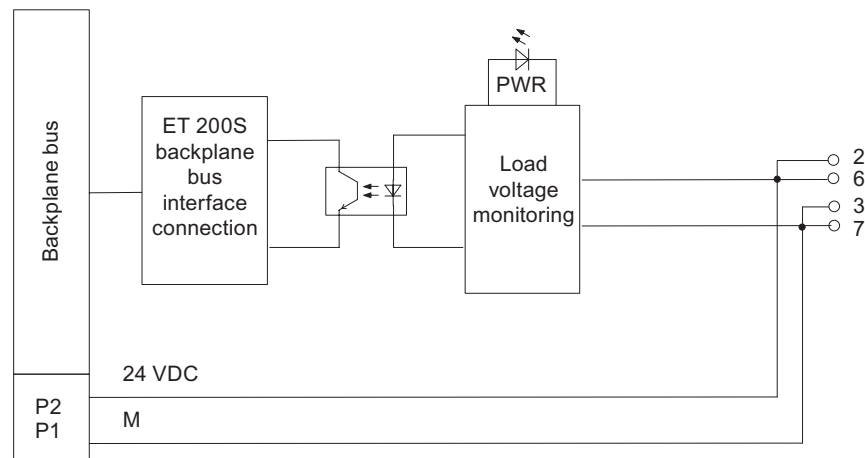 Backplane bus
ET 200S
backplane
bus
interface
connection
PWR
Load
voltage
monitoring
2
6
3
7
24 VDC
P2
M
P1